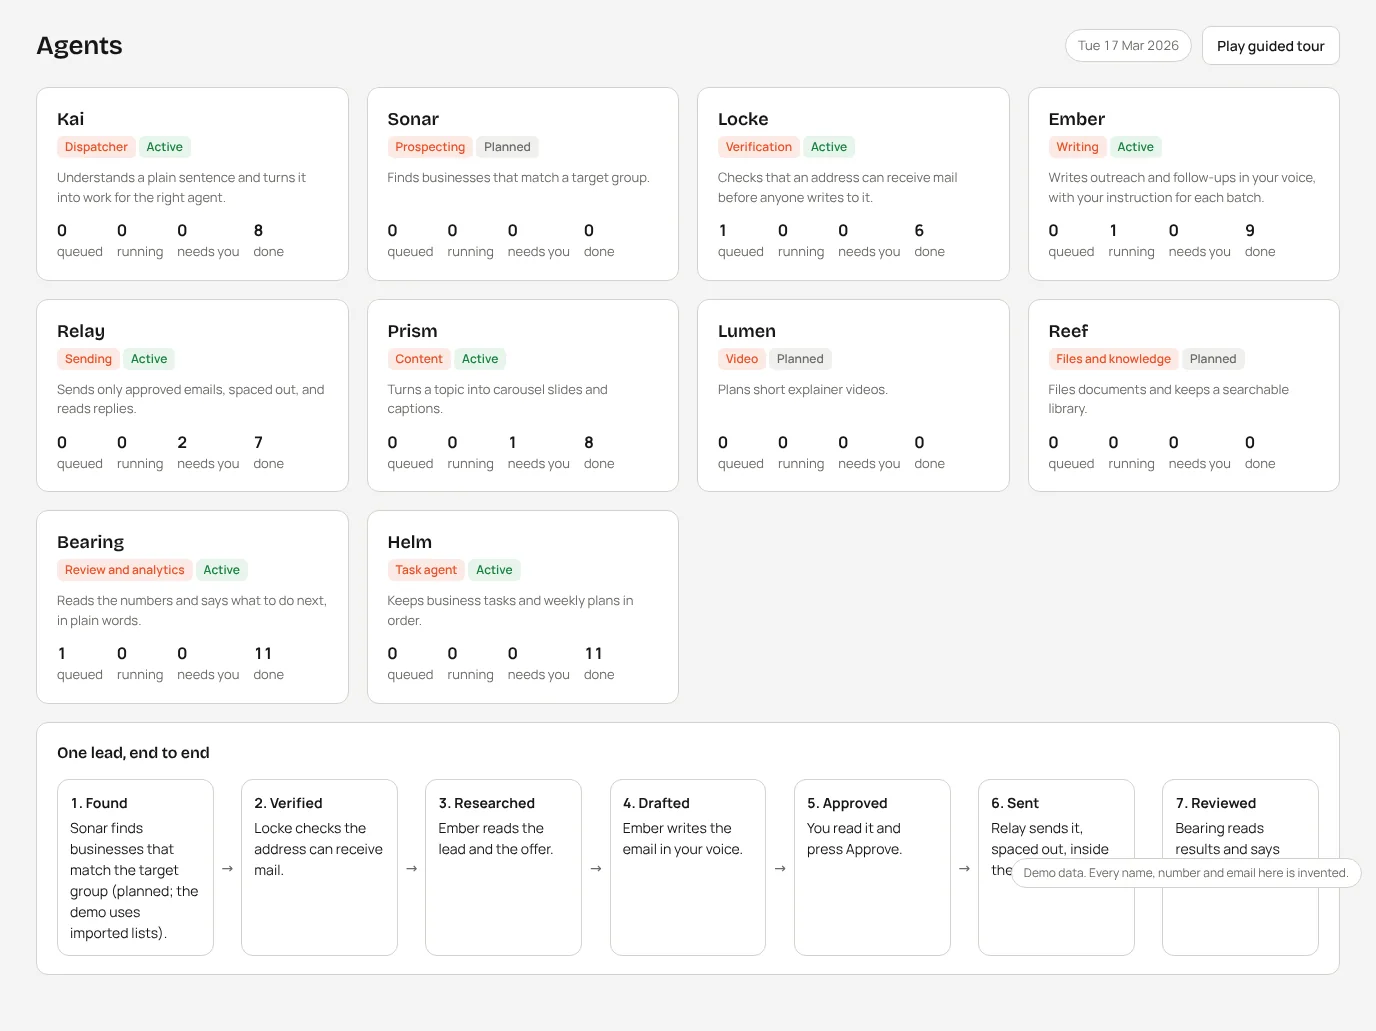 Agents
Tue 17 Mar 2026
Play guided tour
Kai
Dispatcher
Active
Understands a plain sentence and turns it
into work for the right agent.
0 0 0 8
queued running needs you done
Sonar
Prospecting
Planned
Finds businesses that match a target group.
0 0 0 0
queued running needs you done
Locke
Verification
Active
Checks that an address can receive mail
before anyone writes to it.
1 0 0 6
queued running needs you done
Ember
Writing
Active
Writes outreach and follow-ups in your voice,
with your instruction for each batch.
0 1 0 9
queued running needs you done
Relay
Sending
Active
Sends only approved emails, spaced out, and
reads replies.
0 0 2 7
queued running needs you done
Prism
Content
Active
Turns a topic into carousel slides and
captions.
0 0 1 8
queued running needs you done
Lumen
Video
Planned
Plans short explainer videos.
0 0 0 0
queued running needs you done
Reef
Files and knowledge
Planned
Files documents and keeps a searchable
library.
0 0 0 0
queued running needs you done
Bearing
Review and analytics
Active
Reads the numbers and says what to do next,
in plain words.
1 0 0 11
queued running needs you done
Helm
Task agent
Active
Keeps business tasks and weekly plans in
order.
0 0 0 11
queued running needs you done
One lead, end to end
1. Found
Sonar finds
businesses that
match the target
group (planned; the
demo uses
imported lists).
→
2. Verified
Locke checks the
address can receive
mail.
→
3. Researched
Ember reads the
lead and the offer.
→
4. Drafted
Ember writes the
email in your voice.
→
5. Approved
You read it and
press Approve.
→
6. Sent
Relay sends it,
spaced out, inside
the
7. Reviewed
Bearing reads
results and says
Demo data. Every name, number and email here is invented.